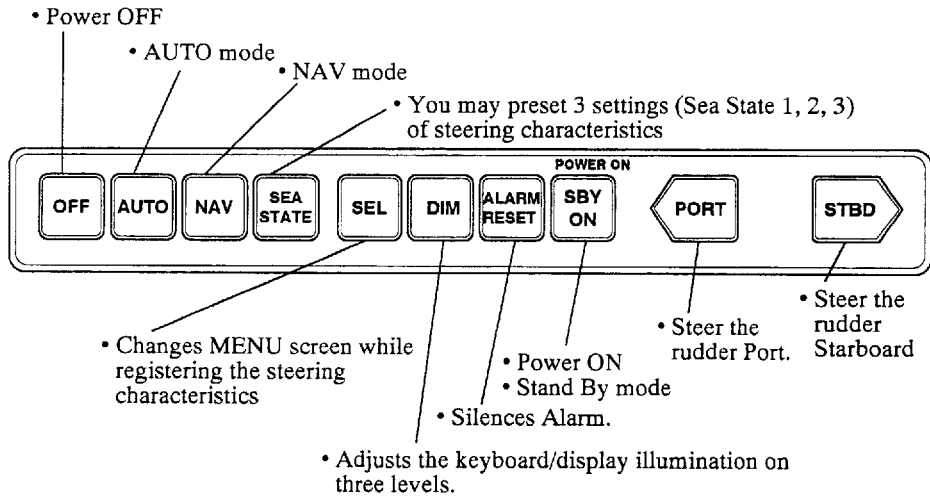 • Power OFF
• AUTO mode
• NAV mode
• You may preset 3 settings (Sea State 1, 2, 3)
of steering characteristics
POWER ON
OFF
AUTO
NAV
SEA
STATE
SEL
DIM
ALARM
RESET
SBY
ON
PORT
STBD
• Changes MENU screen while
registering the steering
characteristics
• Adjusts the keyboard/display illumination on
three levels.
• Silences Alarm.
• Power ON
• Stand By mode
• Steer the
rudder Port.
• Steer the
rudder
Starboard